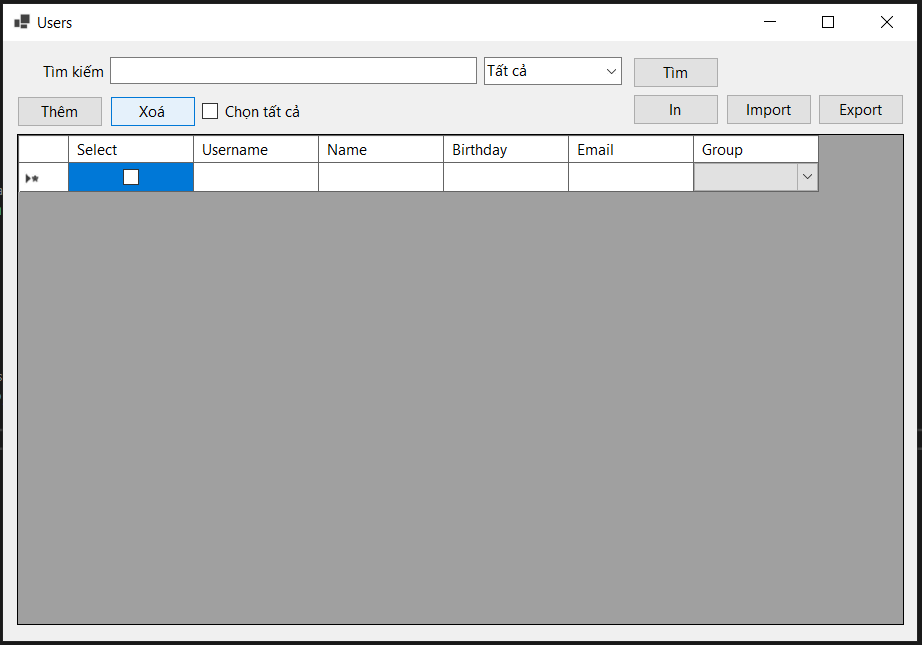 Users
Tìm kiếm Tất cả Tìm
Thêm Xoá Chọn tất cả In Import Export
Select Username Name Birthday Email Group